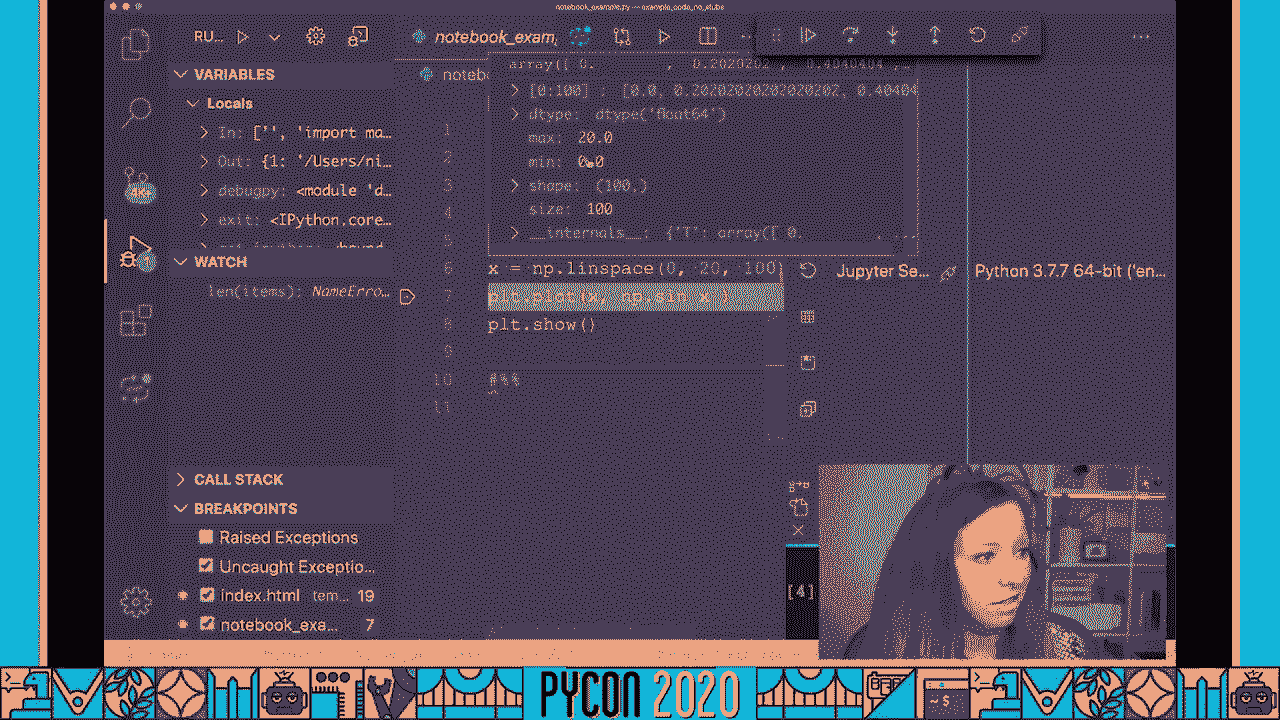 notebook_example.py — example_code_no_stubs
RU...
notebook_exam,
noteb
VARIABLES
Locals
In: ['', 'import ma...
Out: {1: '/Users/ni...
debugpy: <module 'd...
exit: <IPython.core...
WATCH
len(items): NameErro...
CALL STACK
BREAKPOINTS
Raised Exceptions
Uncaught Exceptio...
index.html tem... 19
notebook_exa... 7
array([ 0. , 0.2020202 , 0.4040404
[0:100] : [0.0, 0.20202020202020202, 0.40404
dtype: dtype('float64')
max: 20.0
min: 0.0
shape: (100,)
size: 100
__internals__: {'T': array([ 0. , ...
1
2
3
4
5
6 x = np.linspace(0, 20, 100)
7 plt.plot(x, np.sin(x))
8 plt.show()
9
10 #%%
11
Jupyter Se...
Python 3.7.7 64-bit ('en...
[4]
PYCON 2020
~ $